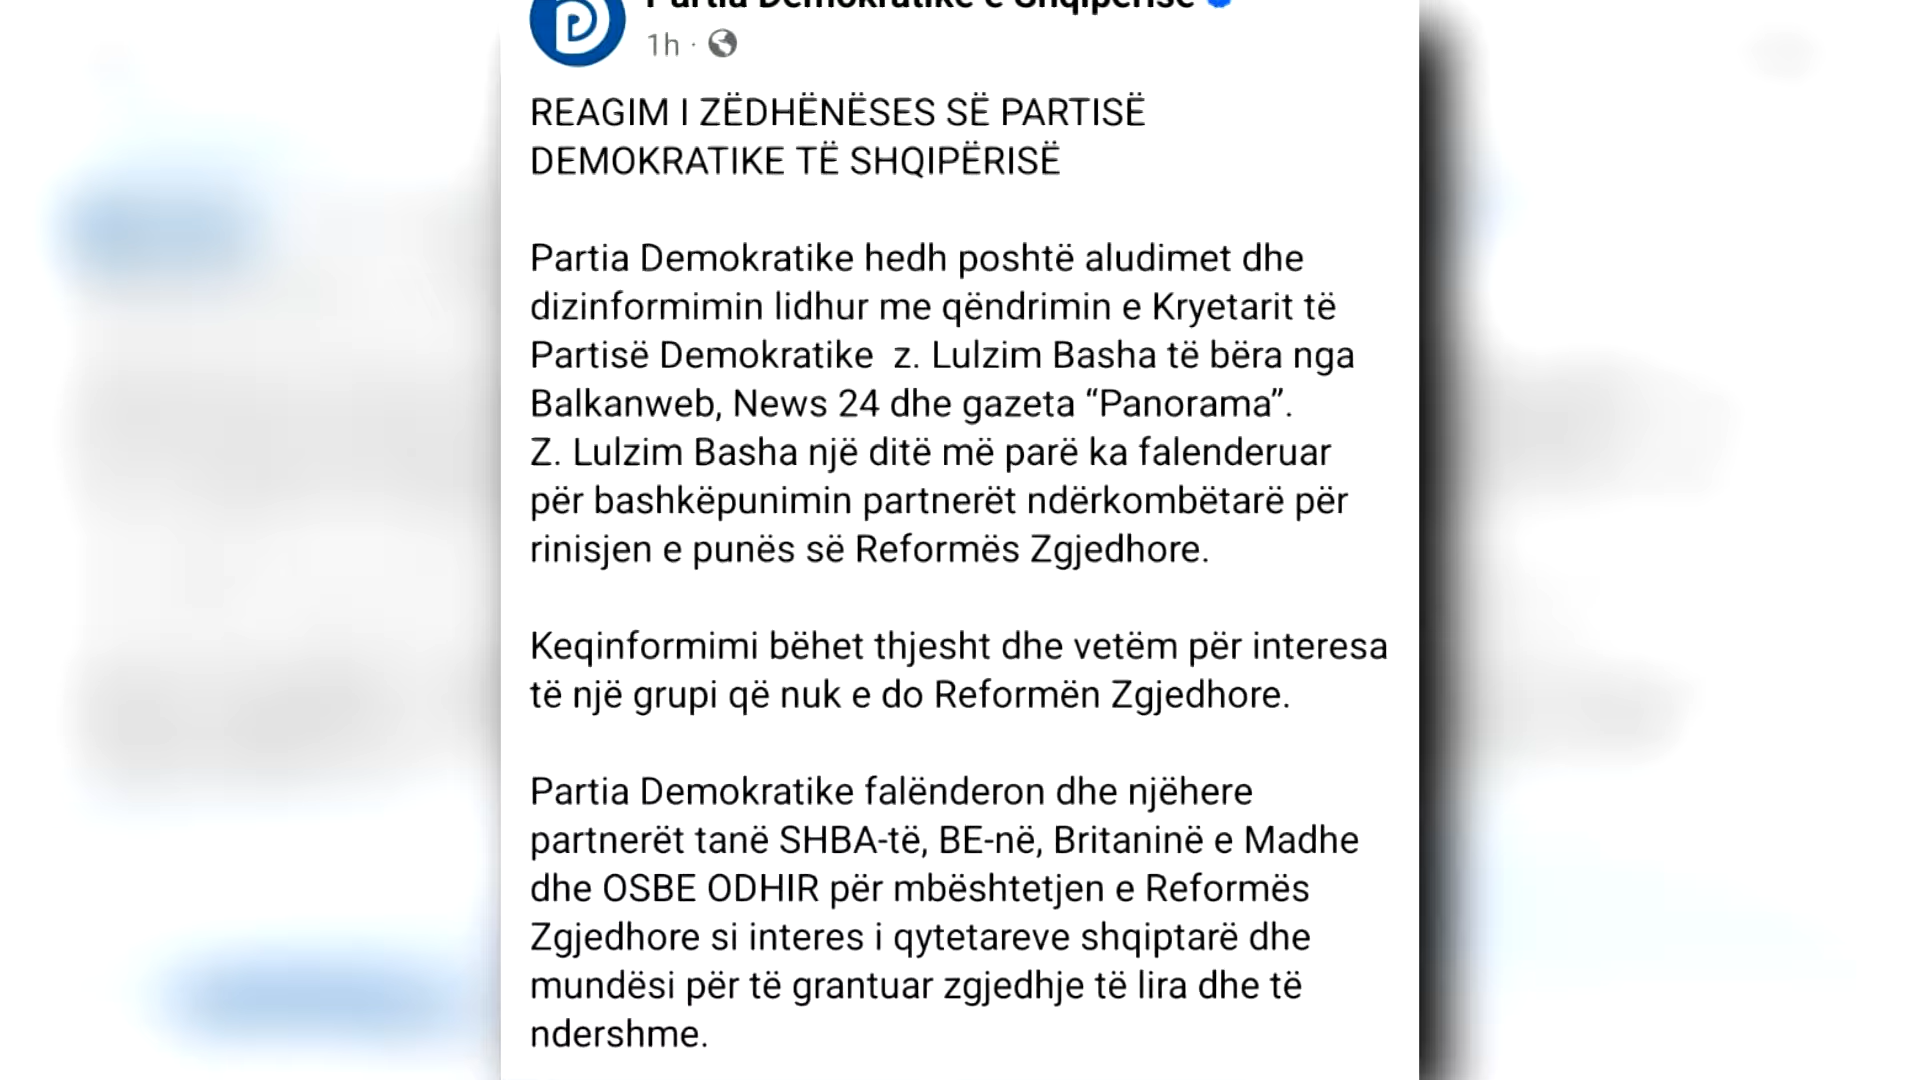 Partia Demokratike e Shqipërisë
1h ·
REAGIM I ZËDHËNËSES SË PARTISË
DEMOKRATIKE TË SHQIPËRISË
Partia Demokratike hedh poshtë aludimet dhe
dizinformimin lidhur me qëndrimin e Kryetarit të
Partisë Demokratike  z. Lulzim Basha të bëra nga
Balkanweb, News 24 dhe gazeta “Panorama”.
Z. Lulzim Basha një ditë më parë ka falenderuar
për bashkëpunimin partnerët ndërkombëtarë për
rinisjen e punës së Reformës Zgjedhore.
Keqinformimi bëhet thjesht dhe vetëm për interesa
të një grupi që nuk e do Reformën Zgjedhore.
Partia Demokratike falënderon dhe njëhere
partnerët tanë SHBA-të, BE-në, Britaninë e Madhe
dhe OSBE ODHIR për mbështetjen e Reformës
Zgjedhore si interes i qytetareve shqiptarë dhe
mundësi për të grantuar zgjedhje të lira dhe të
ndershme.